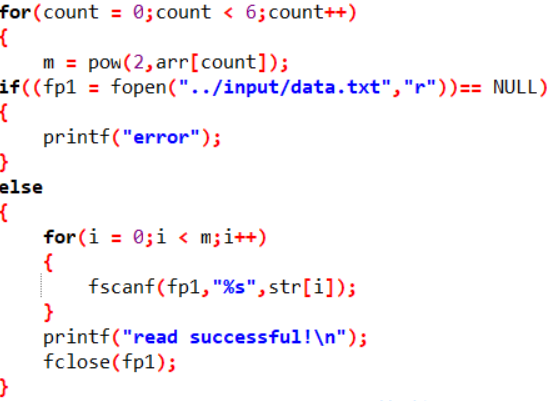 for(count = 0;count < 6;count++)
{
    m = pow(2,arr[count]);
if((fp1 = fopen("../input/data.txt","r"))== NULL)
{
    printf("error");
}
else
{
    for(i = 0;i < m;i++)
    {
        fscanf(fp1,"%s",str[i]);
    }
    printf("read successful!\n");
    fclose(fp1);
}